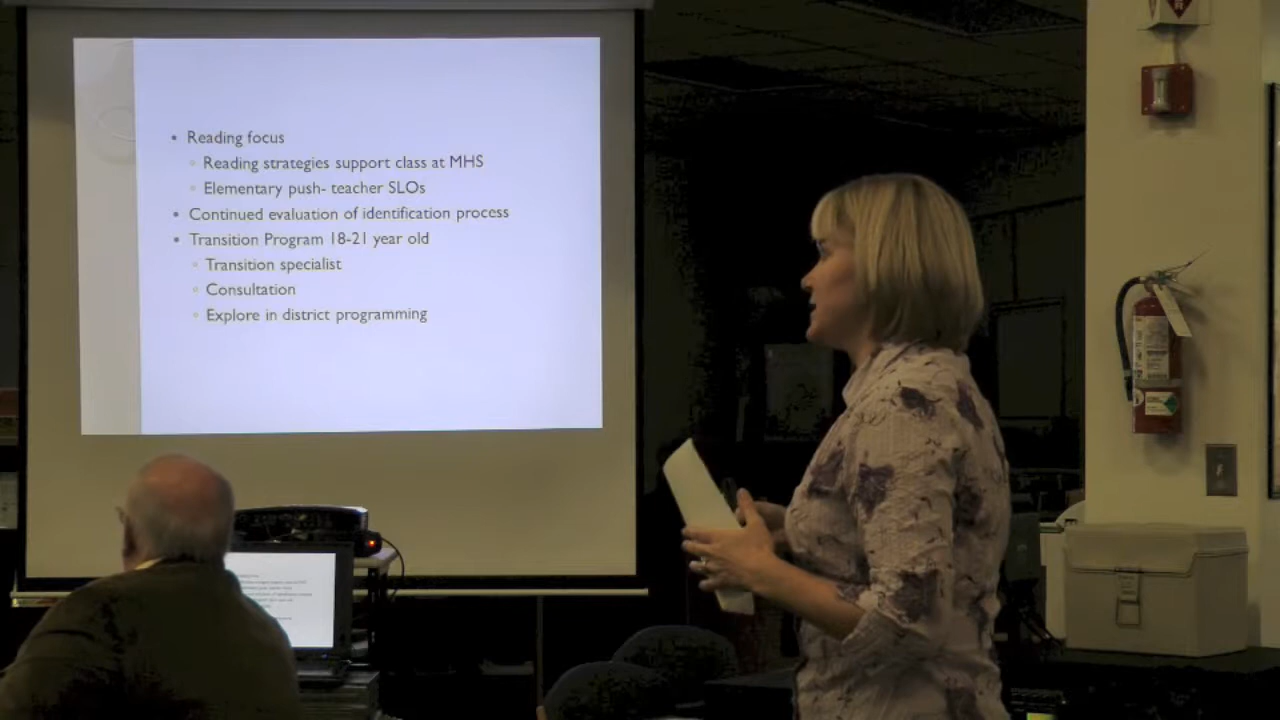 Reading focus
Reading strategies support class at MHS
Elementary push- teacher SLOs
Continued evaluation of identification process
Transition Program 18-21 year old
Transition specialist
Consultation
Explore in district programming